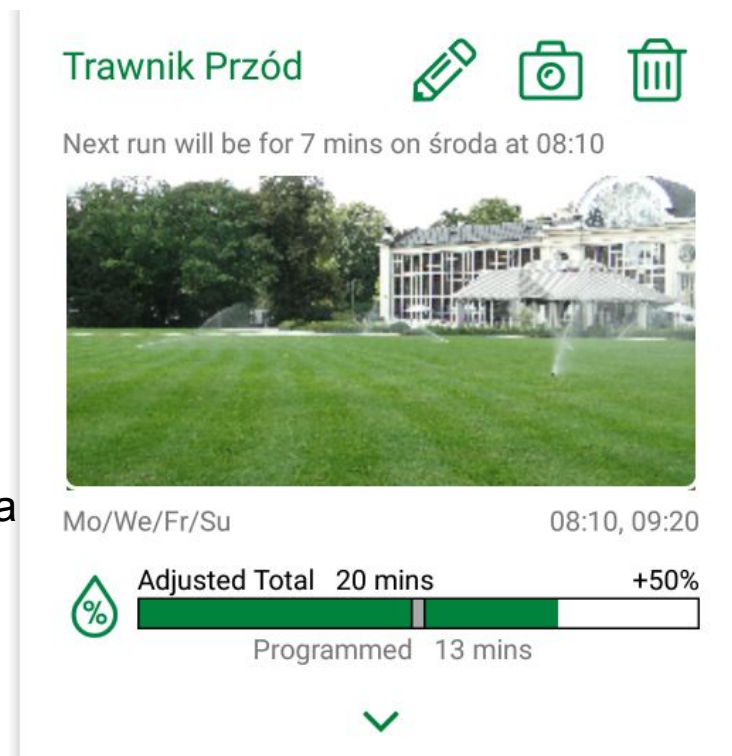 Trawnik Przód
Next run will be for 7 mins on środa at 08:10
a
Mo/We/Fr/Su 08:10, 09:20
Adjusted Total 20 mins +50%
%
Programmed 13 mins